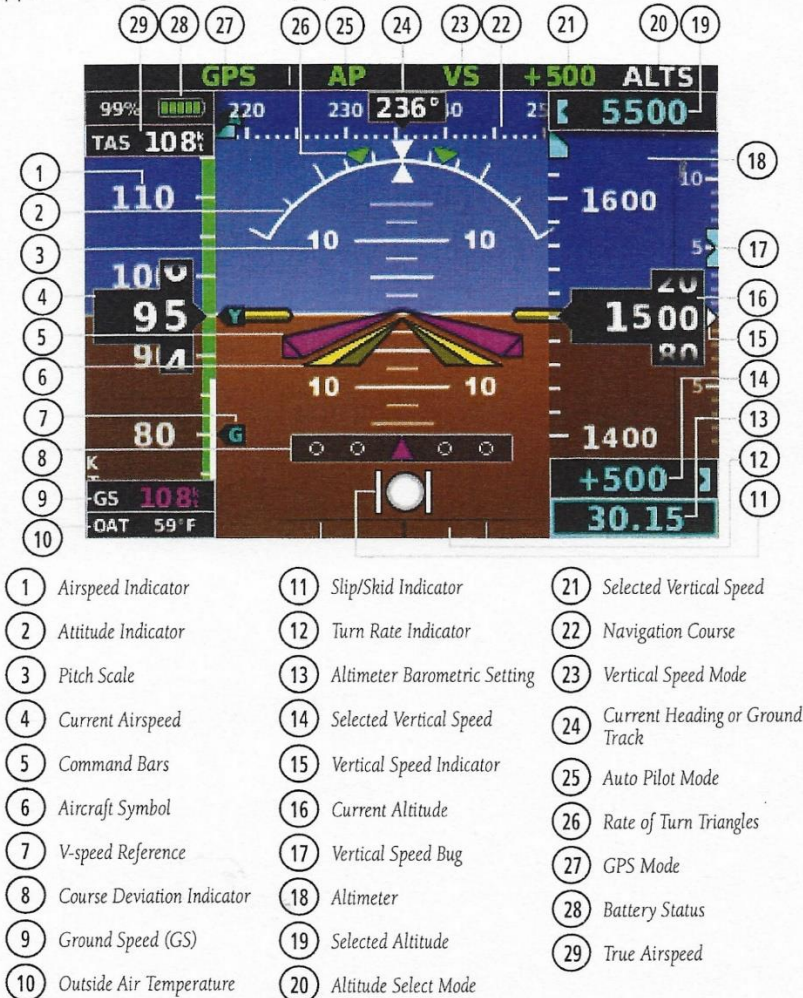 29 28 27 26 25 24 23 22 21 20 19
GPS AP VS +500 ALTS
99% 220 230 236° 5500
TAS 108kt
18
1 110 1600 10
2
3 10 10 5 17
4 100 20 16
95 Y 1500
5 15
6 9 4 80
10 10 5 14
7 80 G 1400 13
8 12
+500 11
9 GS 108kt
30.15
10 OAT 59°F
1 Airspeed Indicator
2 Attitude Indicator
3 Pitch Scale
4 Current Airspeed
5 Command Bars
6 Aircraft Symbol
7 V-speed Reference
8 Course Deviation Indicator
9 Ground Speed (GS)
10 Outside Air Temperature
11 Slip/Skid Indicator
12 Turn Rate Indicator
13 Altimeter Barometric Setting
14 Selected Vertical Speed
15 Vertical Speed Indicator
16 Current Altitude
17 Vertical Speed Bug
18 Altimeter
19 Selected Altitude
20 Altitude Select Mode
21 Selected Vertical Speed
22 Navigation Course
23 Vertical Speed Mode
24 Current Heading or Ground
Track
25 Auto Pilot Mode
26 Rate of Turn Triangles
27 GPS Mode
28 Battery Status
29 True Airspeed